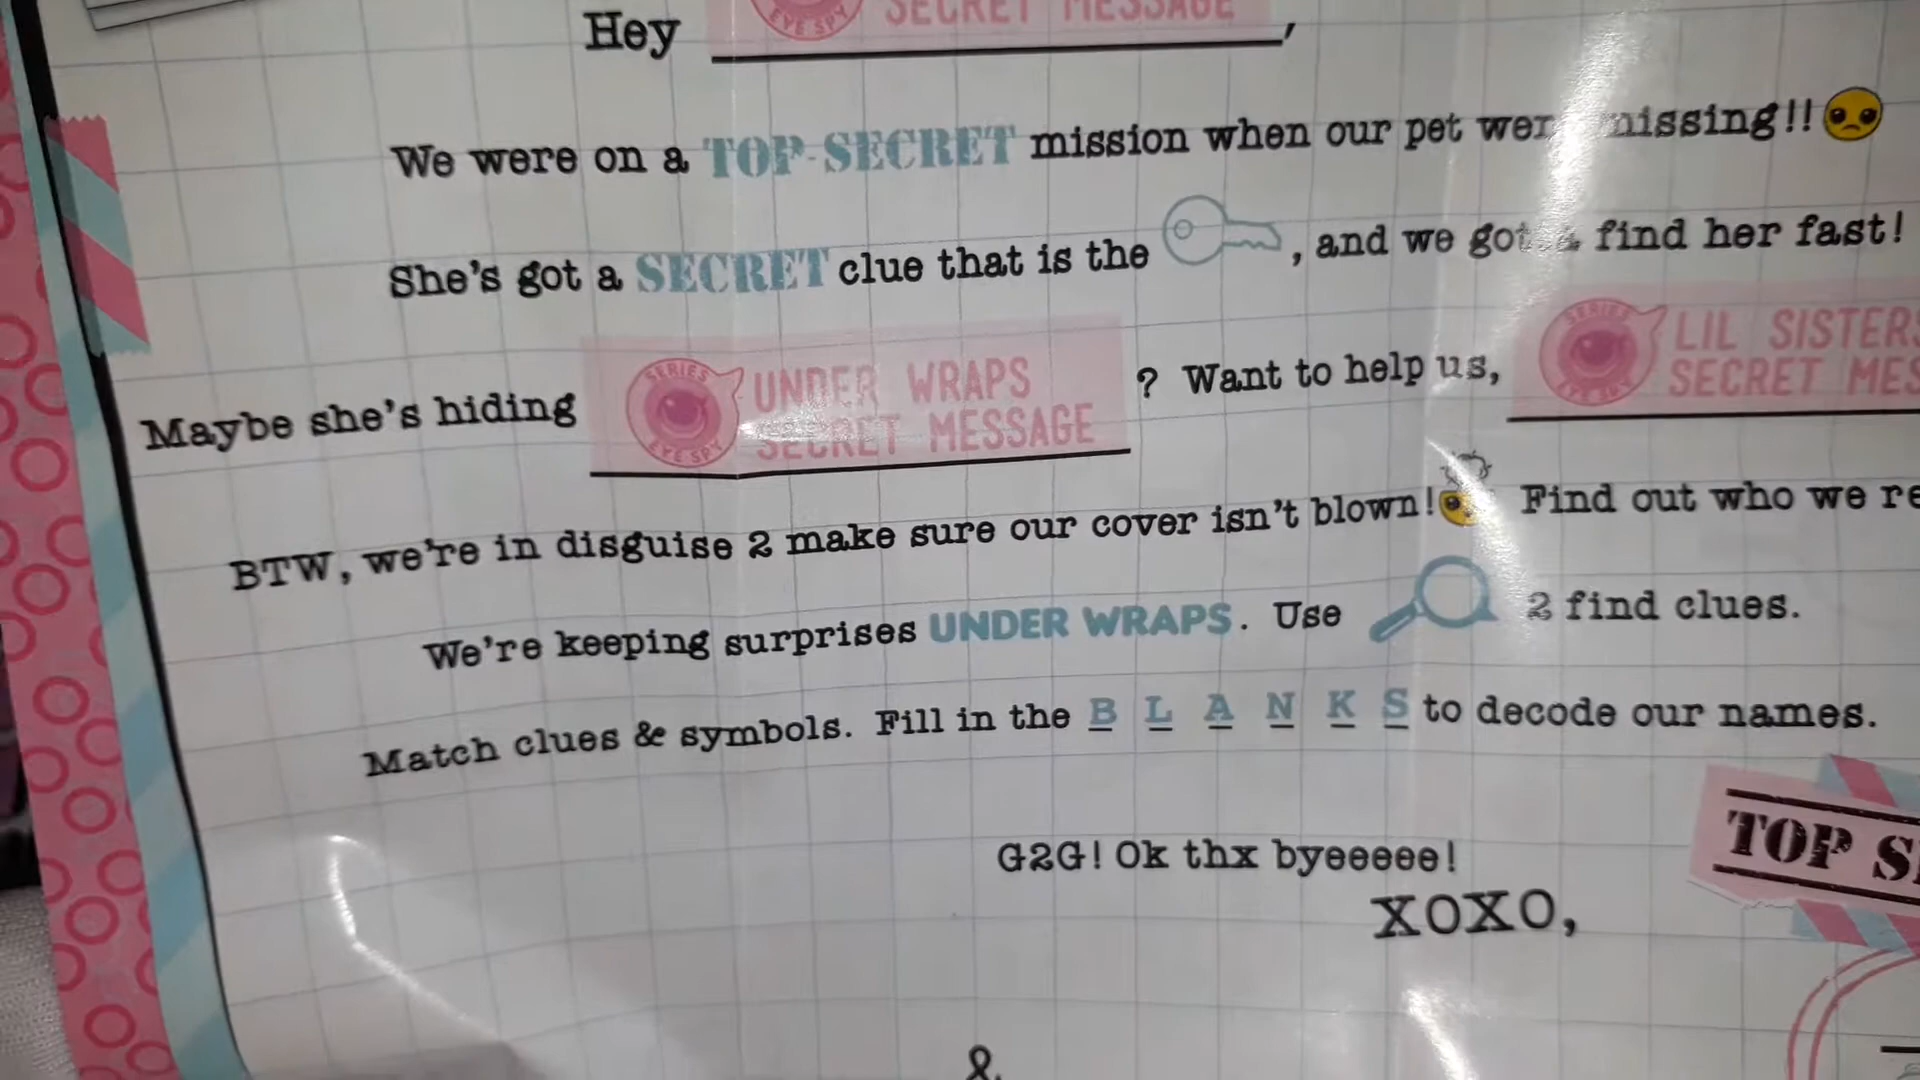 SECRET MESSAGE
EYE SPY
Hey ,
We were on a TOP-SECRET mission when our pet missing!!
She's got a SECRET clue that is the , and we find her fast!
Maybe she's hiding SERIES EYE SPY UNDER WRAPS SECRET MESSAGE ? Want to help us, SERIES EYE SPY LIL SISTERS SECRET MES
BTW, we're in disguise 2 make sure our cover isn't blown! Find out who we re
We're keeping surprises UNDER WRAPS. Use 2 find clues.
Match clues & symbols. Fill in the B L A N K S to decode our names.
G2G! Ok thx byeeeee!
TOP S
XOXO,
&